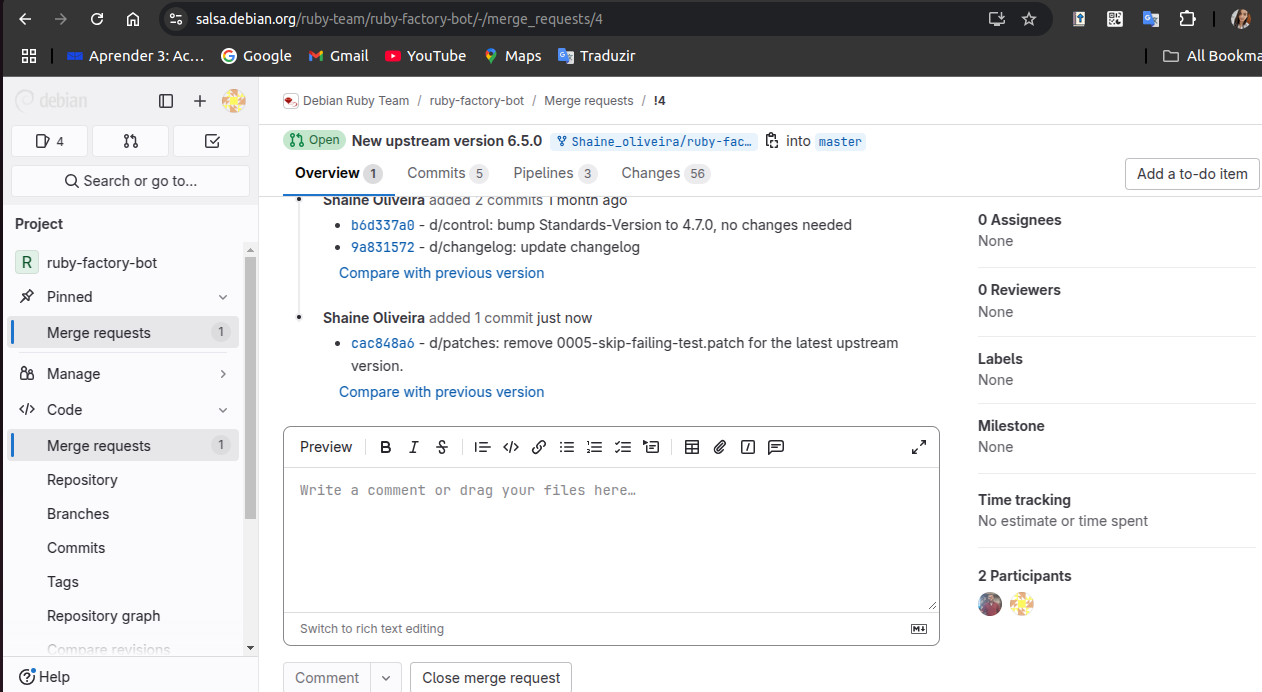 salsa.debian.org/ruby-team/ruby-factory-bot/-/merge_requests/4
Aprender 3: Ac... Google Gmail YouTube Maps Traduzir All Bookma
debian
4
Search or go to...
Project
R ruby-factory-bot
Pinned
Merge requests 1
Manage
Code
Merge requests 1
Repository
Branches
Commits
Tags
Repository graph
Compare revisions
Help
Debian Ruby Team / ruby-factory-bot / Merge requests / !4
Open New upstream version 6.5.0 Shaine_oliveira/ruby-fac… into master
Overview 1 Commits 5 Pipelines 3 Changes 56
Add a to-do item
Shaine Oliveira added 2 commits 1 month ago
b6d337a0 - d/control: bump Standards-Version to 4.7.0, no changes needed
9a831572 - d/changelog: update changelog
Compare with previous version
Shaine Oliveira added 1 commit just now
cac848a6 - d/patches: remove 0005-skip-failing-test.patch for the latest upstream
version.
Compare with previous version
Preview B I S
Write a comment or drag your files here…
Switch to rich text editing
Comment Close merge request
0 Assignees
None
0 Reviewers
None
Labels
None
Milestone
None
Time tracking
No estimate or time spent
2 Participants